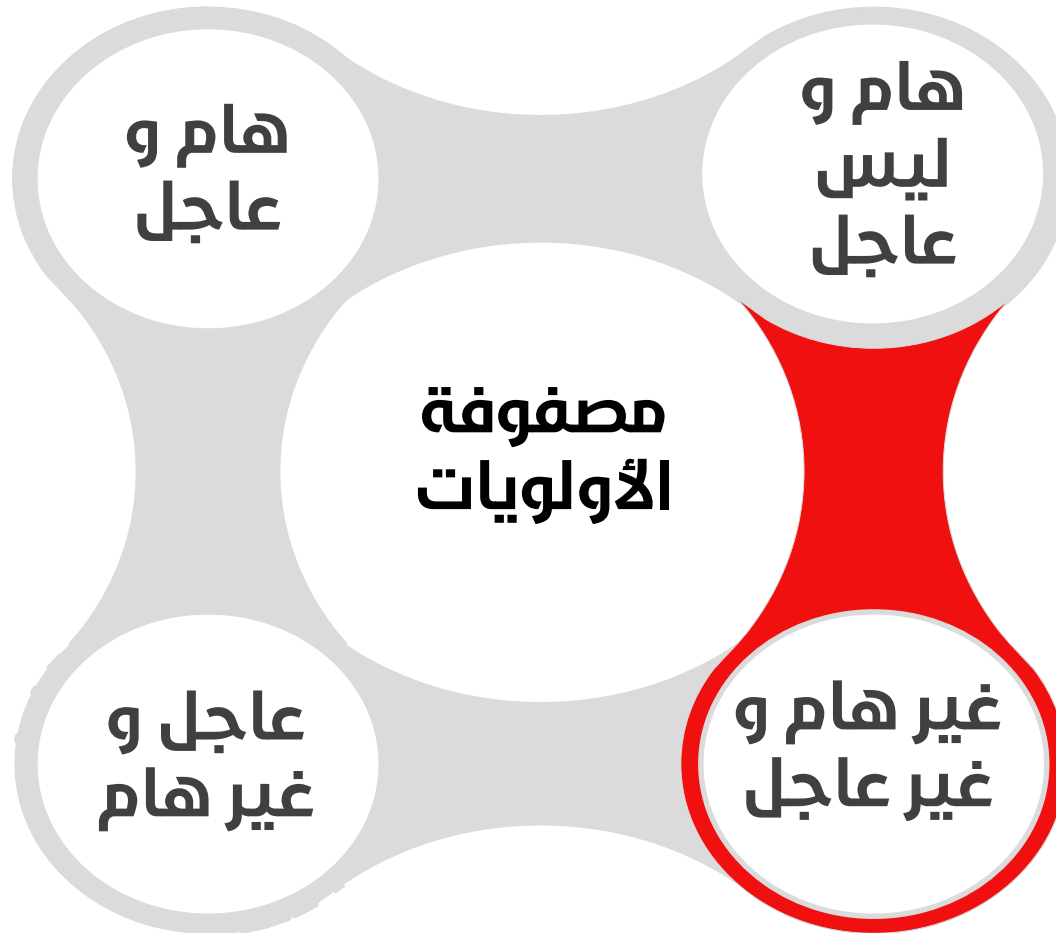 هام و
ليس
عاجل
هام و
عاجل
مصفوفة
الأولويات
غير هام و
غير عاجل
عاجل و
غير هام